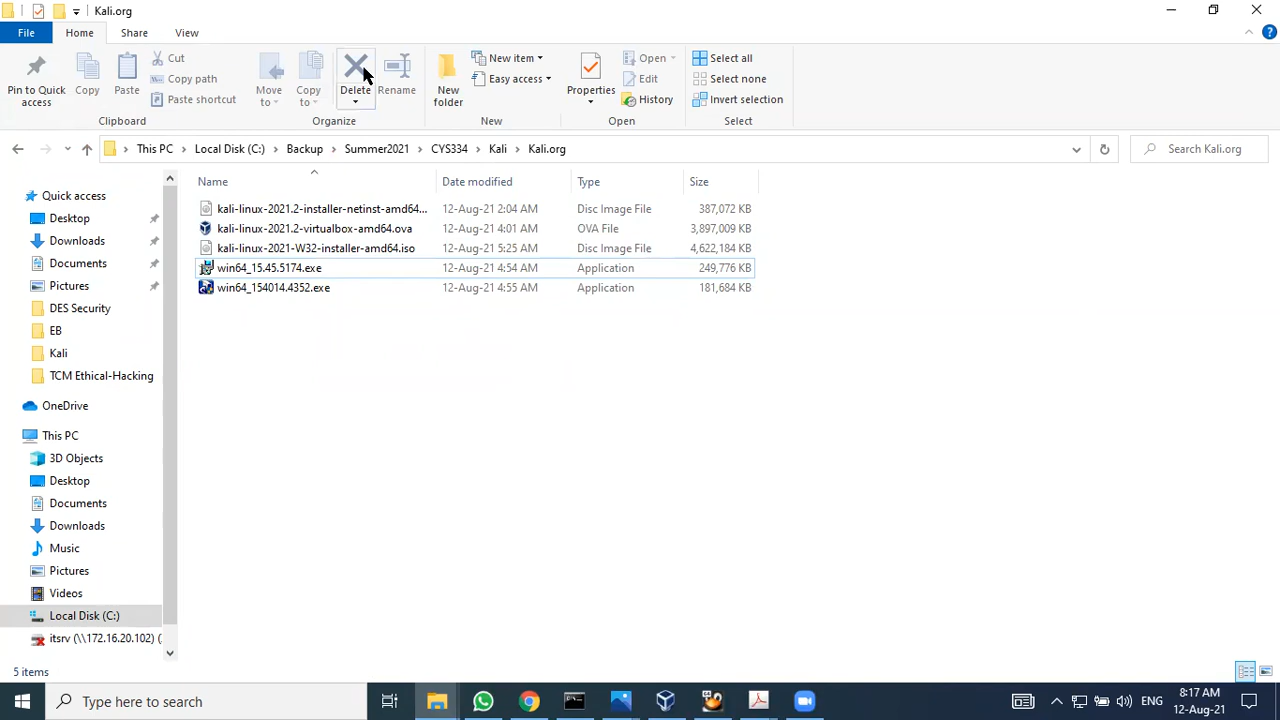 Kali.org
File
Home
Share
View
Pin to Quick access
Copy
Paste
Cut
Copy path
Paste shortcut
Clipboard
Move to
Copy to
Delete
Rename
Organize
New folder
New item
Easy access
New
Properties
Open
Edit
History
Open
Select all
Select none
Invert selection
Select
This PC
Local Disk (C:)
Backup
Summer2021
CYS334
Kali
Kali.org
Search Kali.org
Name
Date modified
Type
Size
kali-linux-2021.2-installer-netinst-amd64... 12-Aug-21 2:04 AM Disc Image File 387,072 KB
kali-linux-2021.2-virtualbox-amd64.ova 12-Aug-21 4:01 AM OVA File 3,897,009 KB
kali-linux-2021-W32-installer-amd64.iso 12-Aug-21 5:25 AM Disc Image File 4,622,184 KB
win64_15.45.5174.exe 12-Aug-21 4:54 AM Application 249,776 KB
win64_154014.4352.exe 12-Aug-21 4:55 AM Application 181,684 KB
Quick access
Desktop
Downloads
Documents
Pictures
DES Security
EB
Kali
TCM Ethical-Hacking
OneDrive
This PC
3D Objects
Desktop
Documents
Downloads
Music
Pictures
Videos
Local Disk (C:)
itsrv (\\172.16.20.102) (
5 items
Type here to search
ENG
8:17 AM
12-Aug-21